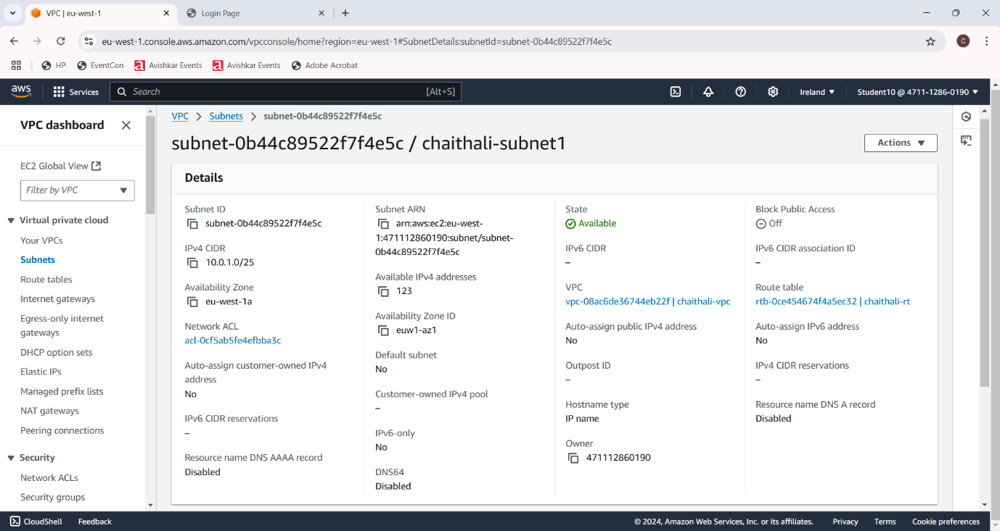 VPC | eu-west-1
Login Page
eu-west-1.console.aws.amazon.com/vpcconsole/home?region=eu-west-1#SubnetDetails:subnetId=subnet-0b44c89522f7f4e5c
C
HP
EventCon
Avishkar Events
Avishkar Events
Adobe Acrobat
aws
Services
Search
[Alt+S]
Ireland
Student10 @ 4711-1286-0190
VPC dashboard
EC2 Global View
Filter by VPC
Virtual private cloud
Your VPCs
Subnets
Route tables
Internet gateways
Egress-only internet
gateways
DHCP option sets
Elastic IPs
Managed prefix lists
NAT gateways
Peering connections
Security
Network ACLs
Security groups
VPC
Subnets
subnet-0b44c89522f7f4e5c
subnet-0b44c89522f7f4e5c / chaithali-subnet1
Actions
Details
Subnet ID
subnet-0b44c89522f7f4e5c
IPv4 CIDR
10.0.1.0/25
Availability Zone
eu-west-1a
Network ACL
acl-0cf5ab5fe4efbba3c
Auto-assign customer-owned IPv4
address
No
IPv6 CIDR reservations
–
Resource name DNS AAAA record
Disabled
Subnet ARN
arn:aws:ec2:eu-west-
1:471112860190:subnet/subnet-
0b44c89522f7f4e5c
Available IPv4 addresses
123
Availability Zone ID
euw1-az1
Default subnet
No
Customer-owned IPv4 pool
–
IPv6-only
No
DNS64
Disabled
State
Available
IPv6 CIDR
–
VPC
vpc-08ac6de36744eb22f | chaithali-vpc
Auto-assign public IPv4 address
No
Outpost ID
–
Hostname type
IP name
Owner
471112860190
Block Public Access
Off
IPv6 CIDR association ID
–
Route table
rtb-0ce454674f4a5ec32 | chaithali-rt
Auto-assign IPv6 address
No
IPv4 CIDR reservations
–
Resource name DNS A record
Disabled
CloudShell
Feedback
© 2024, Amazon Web Services, Inc. or its affiliates.
Privacy
Terms
Cookie preferences